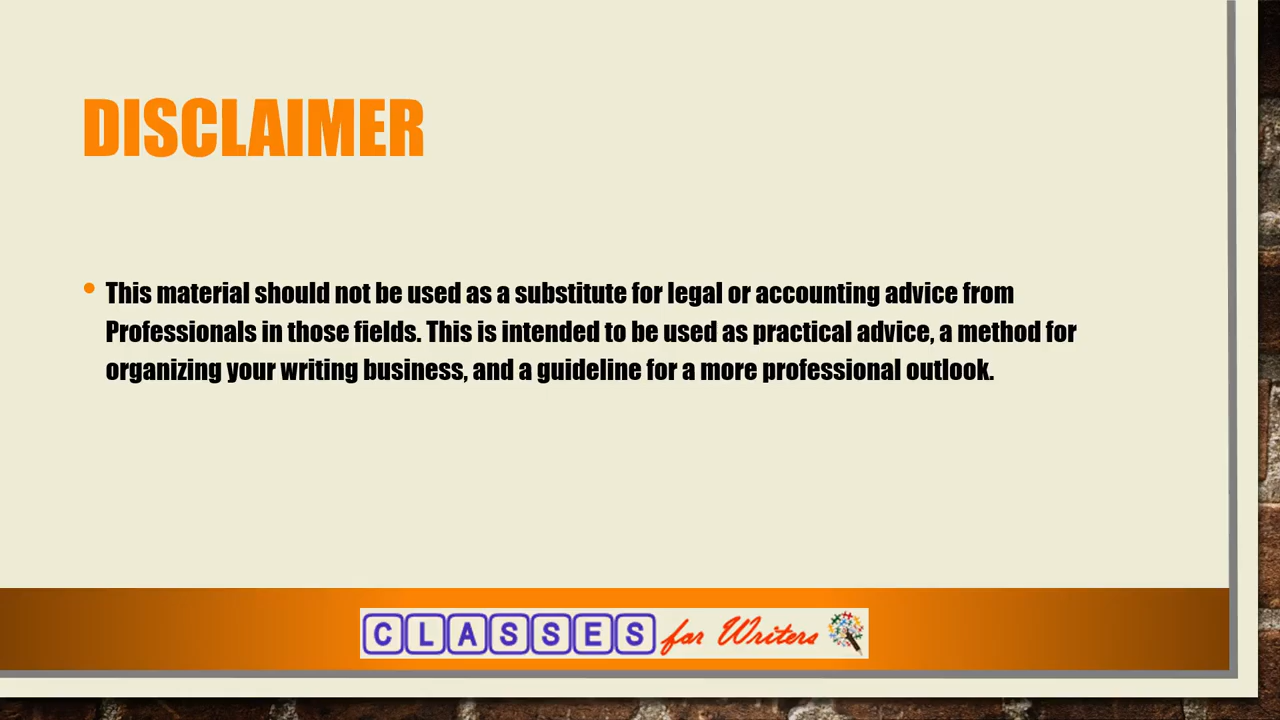 DISCLAIMER
• This material should not be used as a substitute for legal or accounting advice from
Professionals in those fields. This is intended to be used as practical advice, a method for
organizing your writing business, and a guideline for a more professional outlook.
CLASSES for Writers